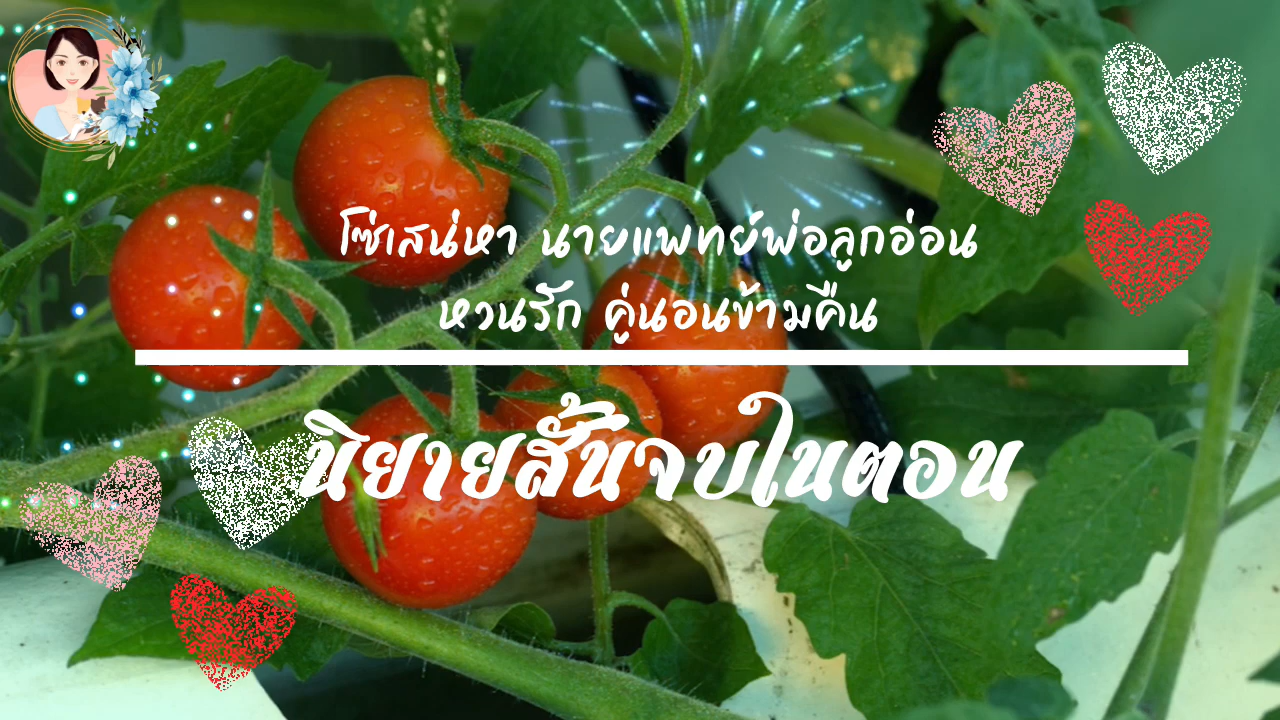 โซ่เสน่หา นายแพทย์พ่อลูกอ่อน
หวนรัก คู่นอนข้ามคืน
นิยายสั้นจบในตอน